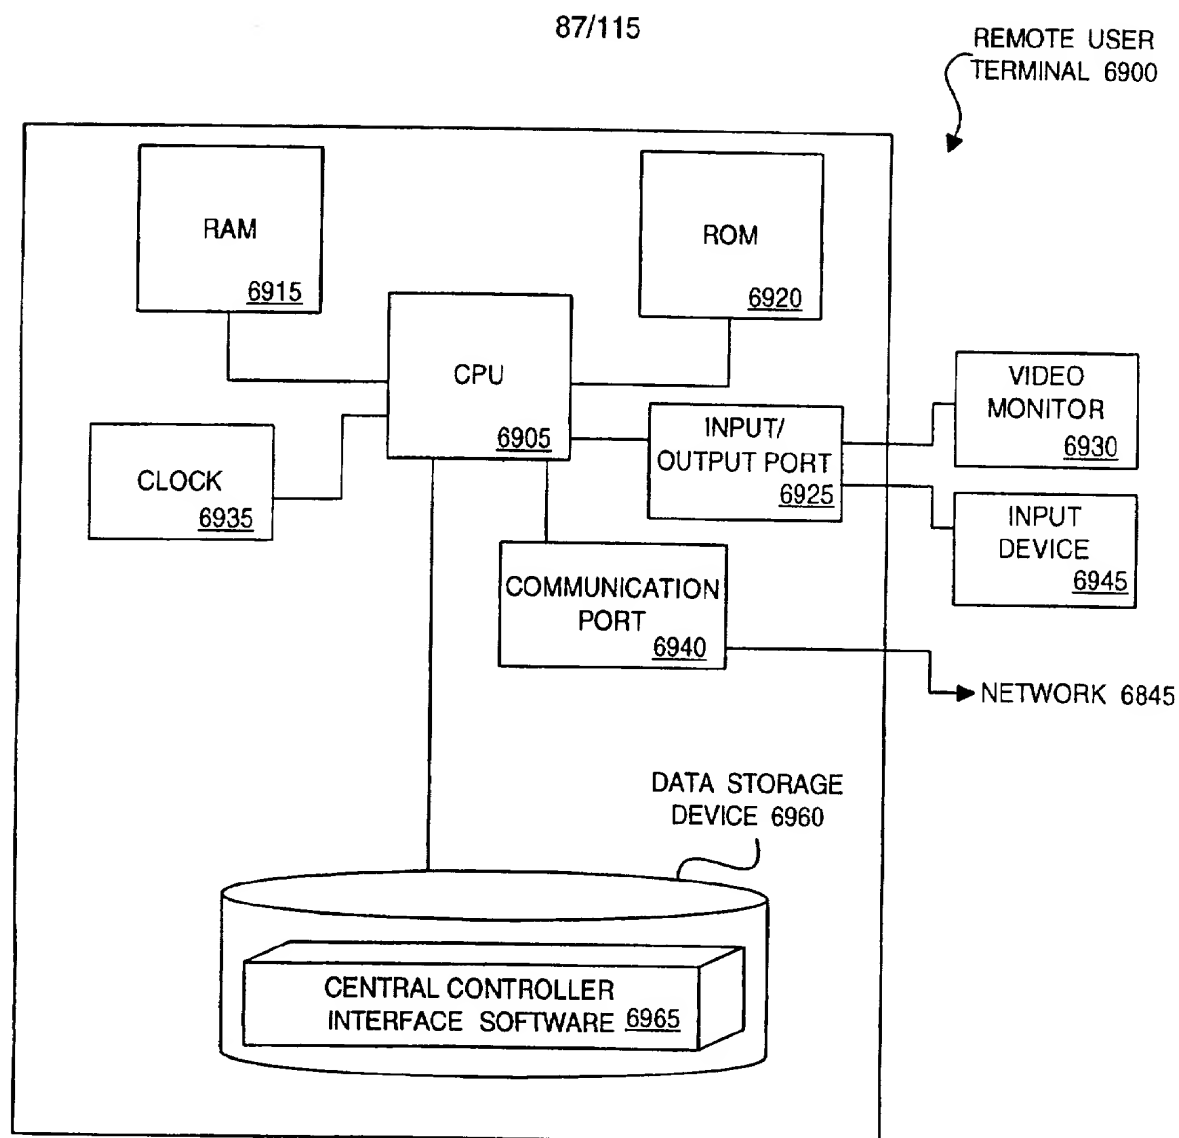 87/115
REMOTE USER
TERMINAL 6900
RAM
6915
ROM
6920
CPU
6905
CLOCK
6935
INPUT/
OUTPUT PORT
6925
VIDEO
MONITOR
6930
INPUT
DEVICE
6945
COMMUNICATION
PORT
6940
NETWORK 6845
DATA STORAGE
DEVICE 6960
CENTRAL CONTROLLER
INTERFACE SOFTWARE 6965